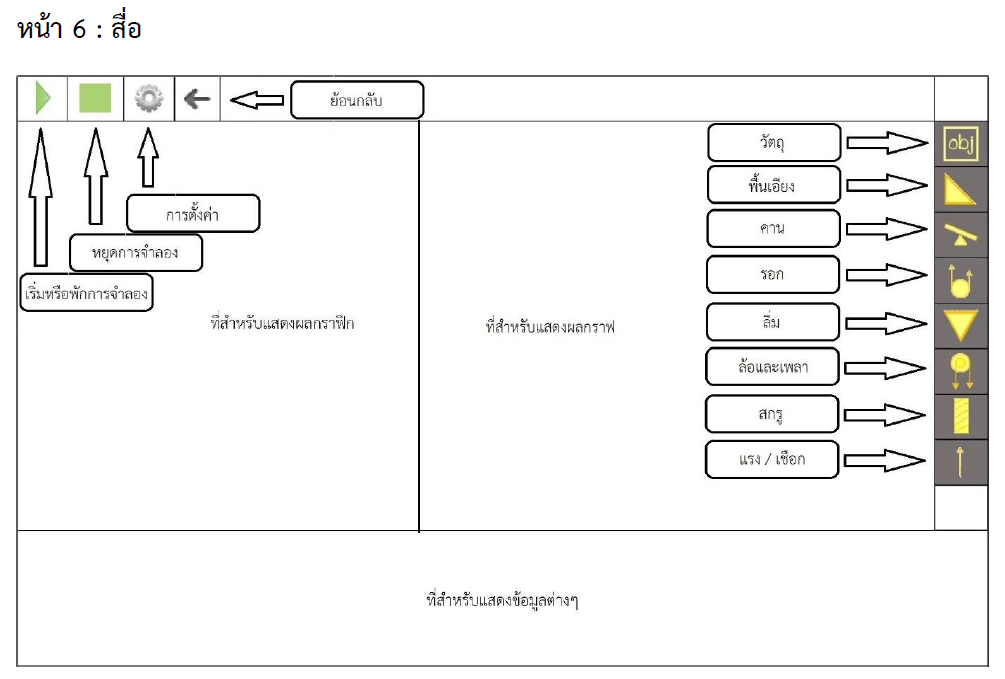 หน้า 6 : สื่อ
ย้อนกลับ
วัตถุ
obj
พื้นเอียง
การตั้งค่า
คาน
หยุดการจำลอง
รอก
เริ่มหรือพักการจำลอง
ที่สำหรับแสดงผลกราฟิก
ที่สำหรับแสดงผลกราฟ
ลิ่ม
ล้อและเพลา
สกรู
แรง / เชือก
ที่สำหรับแสดงข้อมูลต่างๆ